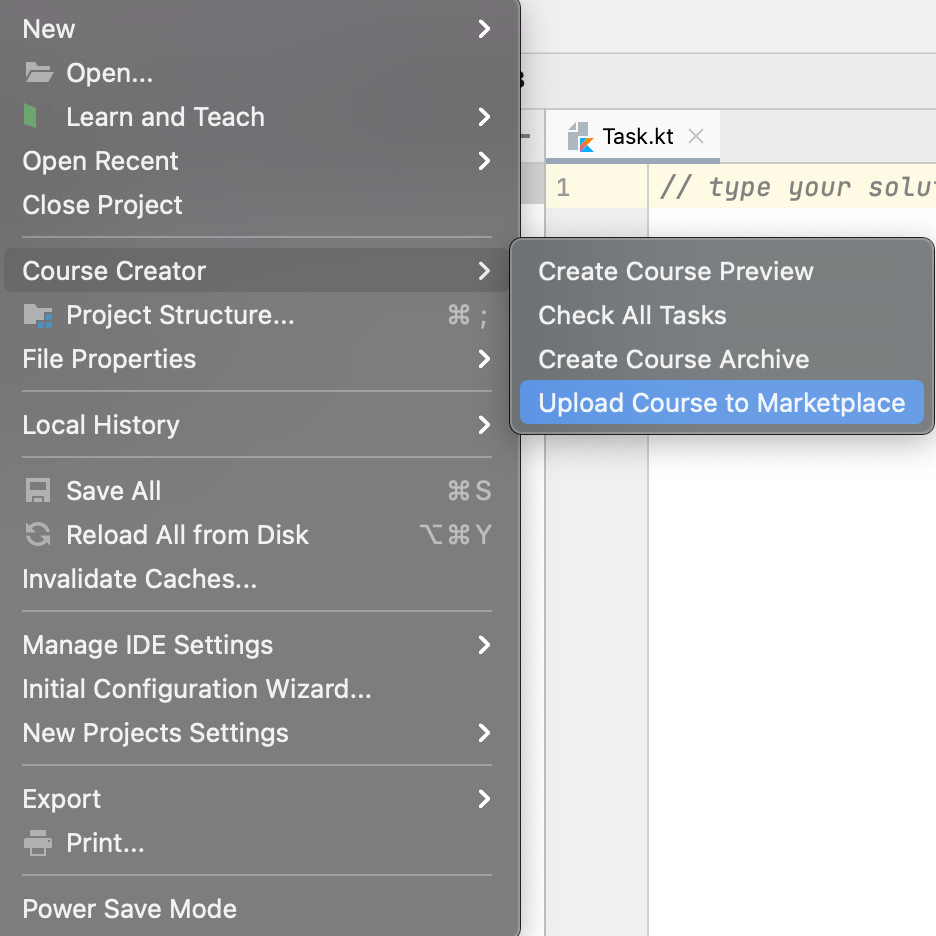 New
Open...
Learn and Teach
Open Recent
Close Project
Course Creator
Project Structure... ⌘ ;
File Properties
Local History
Save All ⌘ S
Reload All from Disk ⌥ ⌘ Y
Invalidate Caches...
Manage IDE Settings
Initial Configuration Wizard...
New Projects Settings
Export
Print...
Power Save Mode
Task.kt
1 // type your solu
Create Course Preview
Check All Tasks
Create Course Archive
Upload Course to Marketplace